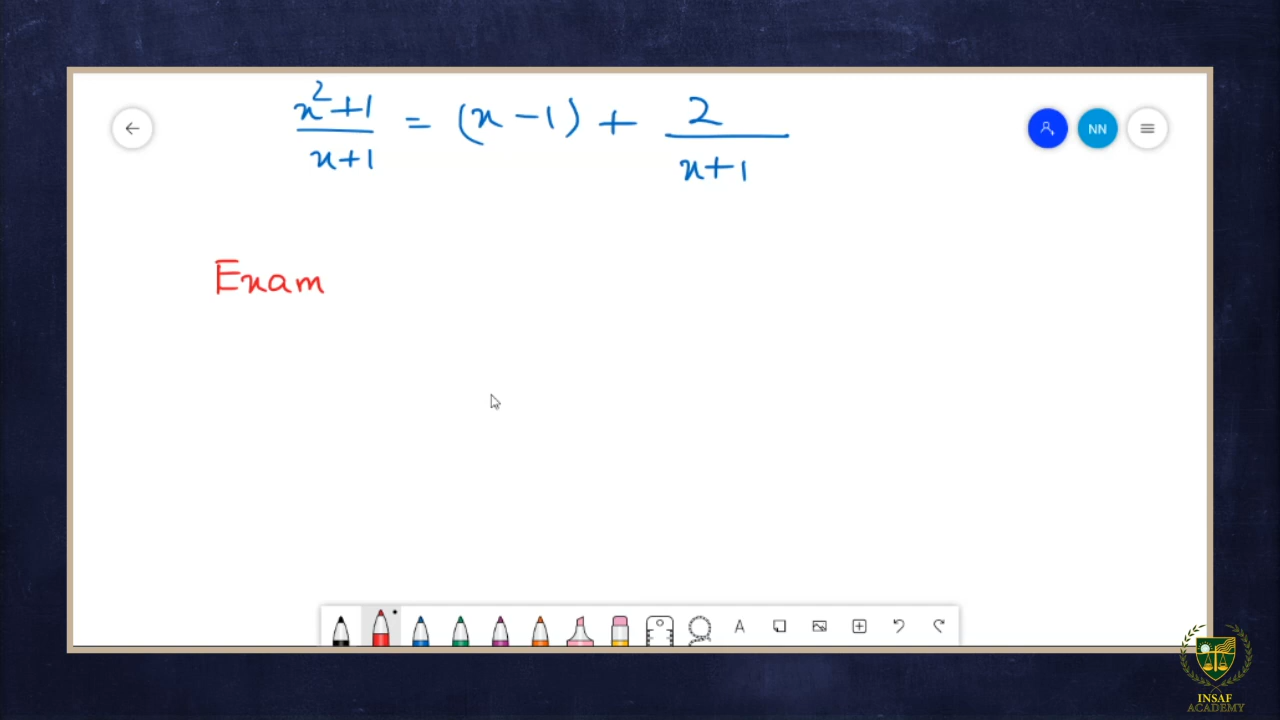 x²+1 / x+1 = (x-1) + 2 / x+1
NN
Exam
A
INSAF
ACADEMY